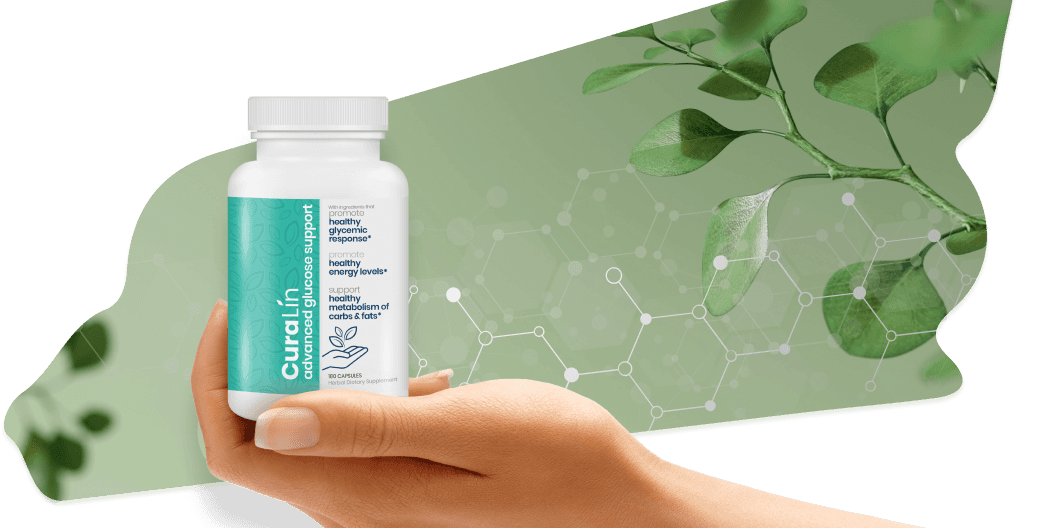 CuraLín
advanced glucose support
With ingredients that
promote
healthy
glycemic
response*
promote
healthy
energy levels*
support
healthy
metabolism of
carbs & fats*
180 CAPSULES
Herbal Dietary Supplement